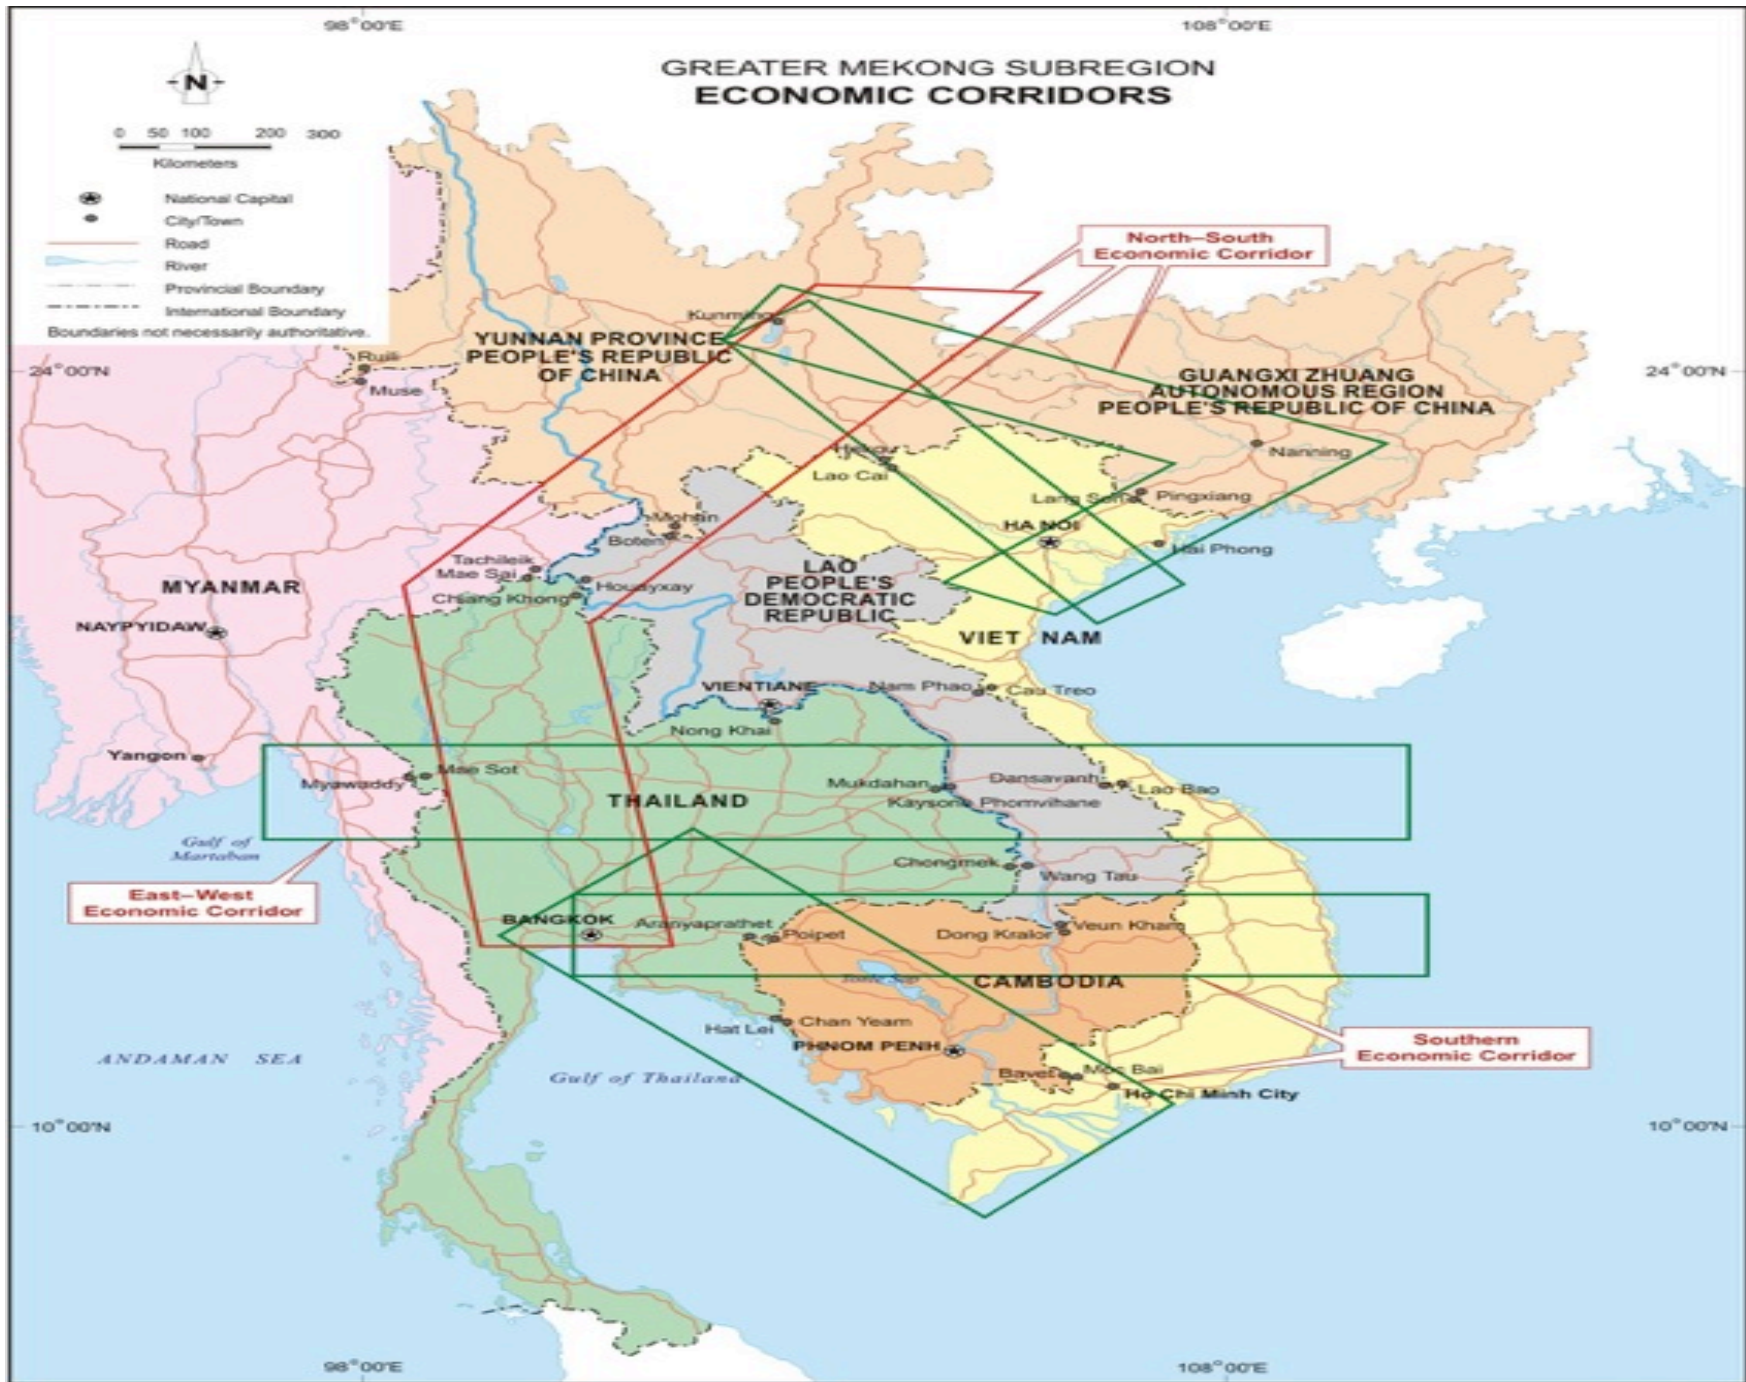 98°00'E
108°00'E
GREATER MEKONG SUBREGION
ECONOMIC CORRIDORS
N
0 50 100 200 300
Kilometers
National Capital
City/Town
Road
River
Provincial Boundary
International Boundary
Boundaries not necessarily authoritative.
North–South
Economic Corridor
Kunming
YUNNAN PROVINCE
PEOPLE'S REPUBLIC
OF CHINA
Ruili
Muse
24°00'N
24°00'N
GUANGXI ZHUANG
AUTONOMOUS REGION
PEOPLE'S REPUBLIC OF CHINA
Nanning
Hekou
Lao Cai
Lang Son
Pingxiang
HA NOI
Hai Phong
Mohan
Boten
Tachileik
Mae Sai
Houayxay
Chiang Khong
MYANMAR
NAYPYIDAW
LAO
PEOPLE'S
DEMOCRATIC
REPUBLIC
VIET NAM
VIENTIANE
Nam Phao
Cau Treo
Nong Khai
Yangon
Myawaddy
Mae Sot
Mukdahan
Dansavanh
Lao Bao
THAILAND
Kaysone Phomvihane
Gulf of
Martaban
Chongmek
Wang Tau
East–West
Economic Corridor
BANGKOK
Aranyaprathet
Poipet
Dong Kralor
Veun Kham
Tonle Sap
CAMBODIA
Hat Lei
Chan Yeam
PHNOM PENH
Southern
Economic Corridor
ANDAMAN SEA
Gulf of Thailand
Bavet
Moc Bai
Ho Chi Minh City
10°00'N
10°00'N
98°00'E
108°00'E